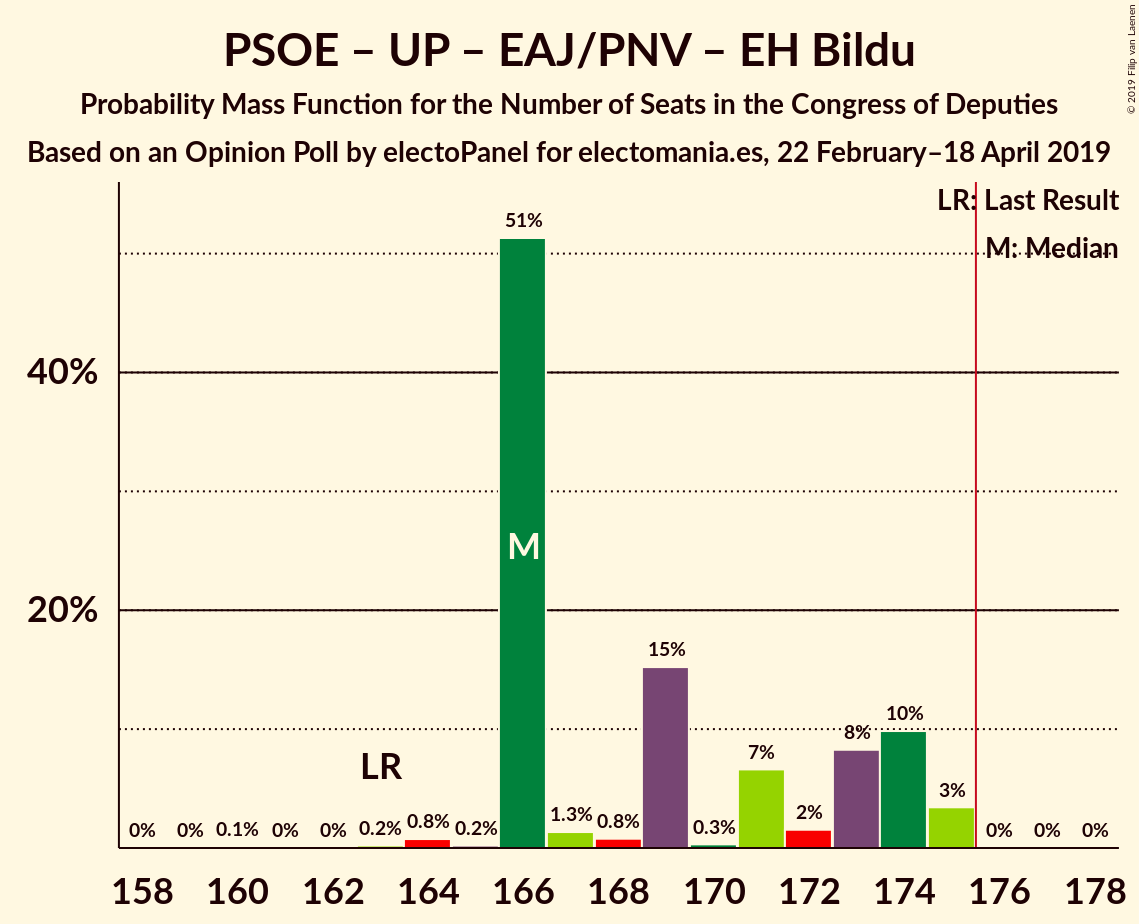 PSOE – UP – EAJ/PNV – EH Bildu
Probability Mass Function for the Number of Seats in the Congress of Deputies
Based on an Opinion Poll by electoPanel for electomania.es, 22 February–18 April 2019
© 2019 Filip van Laenen
LR: Last Result
M: Median
51%
40%
M
20%
15%
10%
8%
7%
LR
3%
2%
1.3%
0.8%
0.8%
0.3%
0% 0% 0.1% 0% 0% 0.2% 0.2% 0% 0% 0%
158 160 162 164 166 168 170 172 174 176 178